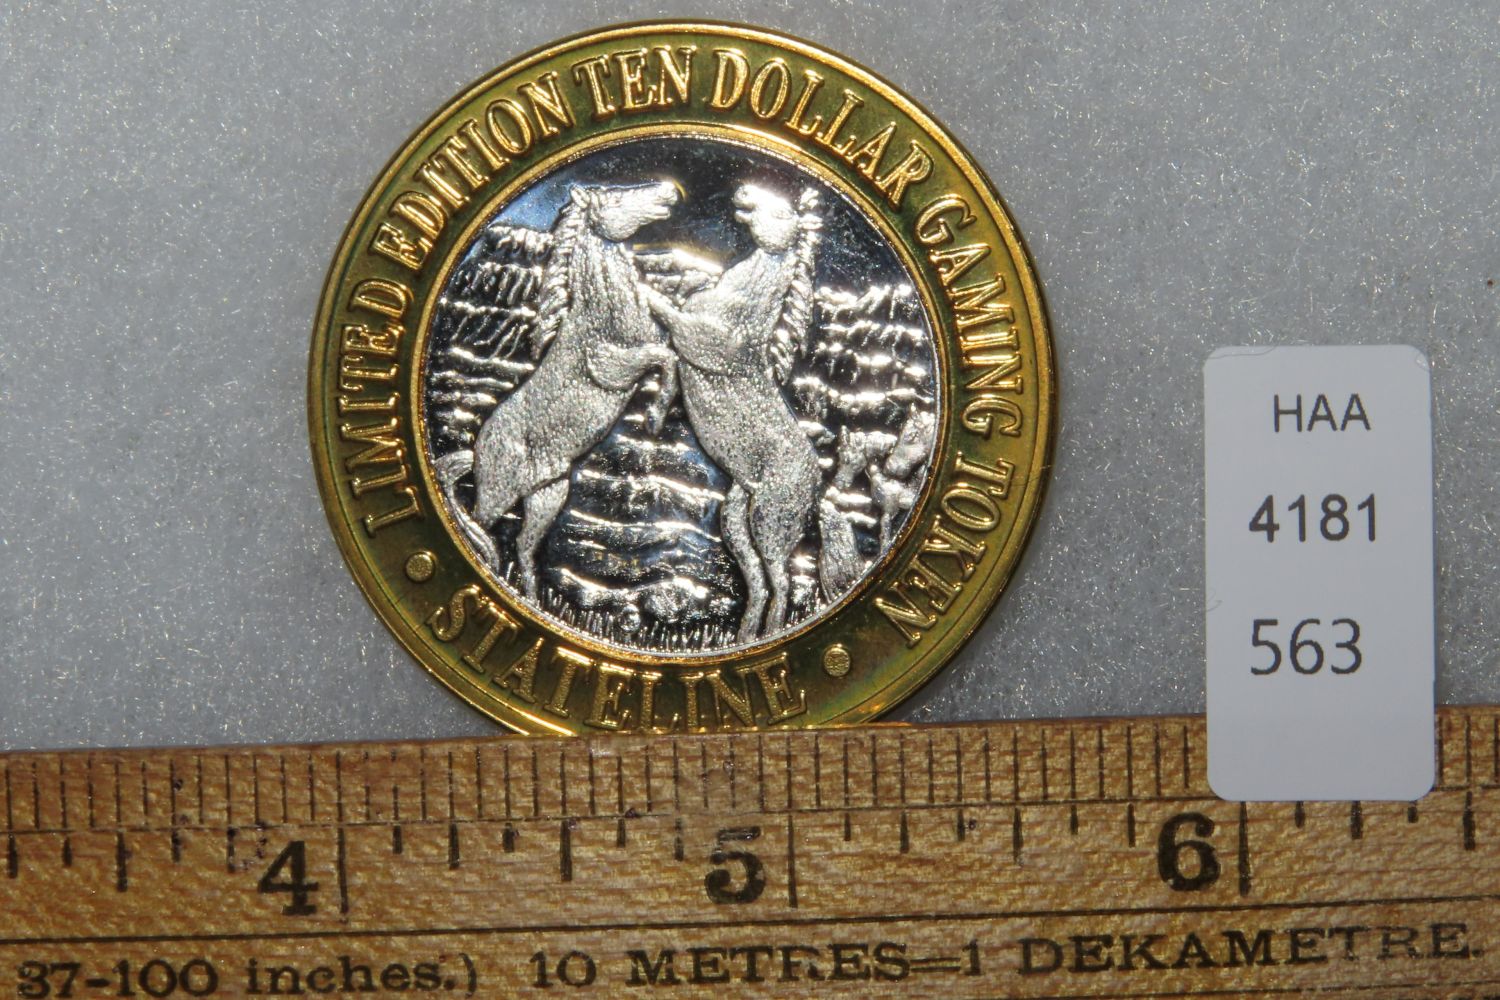 LIMITED EDITION TEN DOLLAR GAMING TOKEN
• STATELINE •
HAA
4181
563
4 5 6
37-100 inches.) 10 METRES=1 DEKAMETRE.